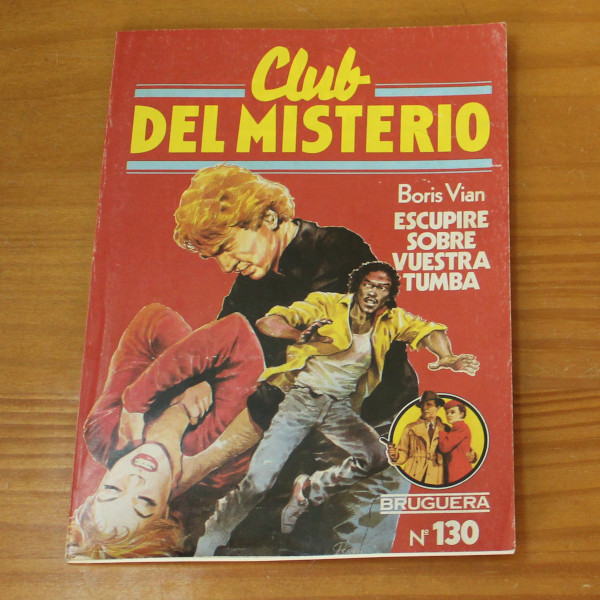 Club
DEL MISTERIO
Boris Vian
ESCUPIRE
SOBRE
VUESTRA
TUMBA
BRUGUERA
Nº 130